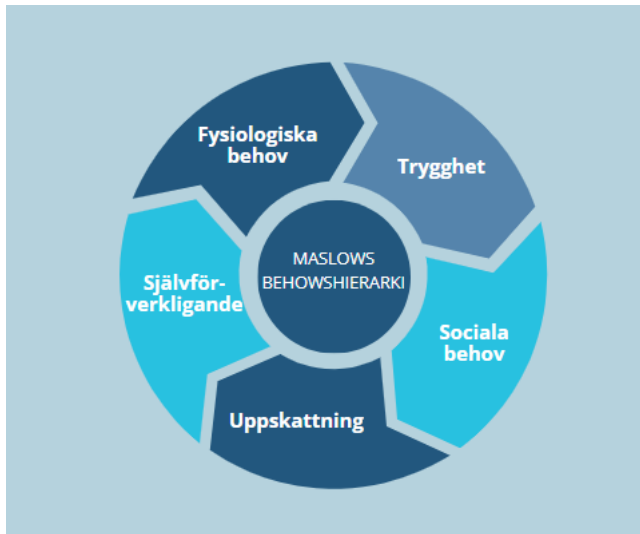 Fysiologiska
behov
Trygghet
Sociala
behov
Uppskattning
Självför-
verkligande
MASLOWS
BEHOWSHIERARKI